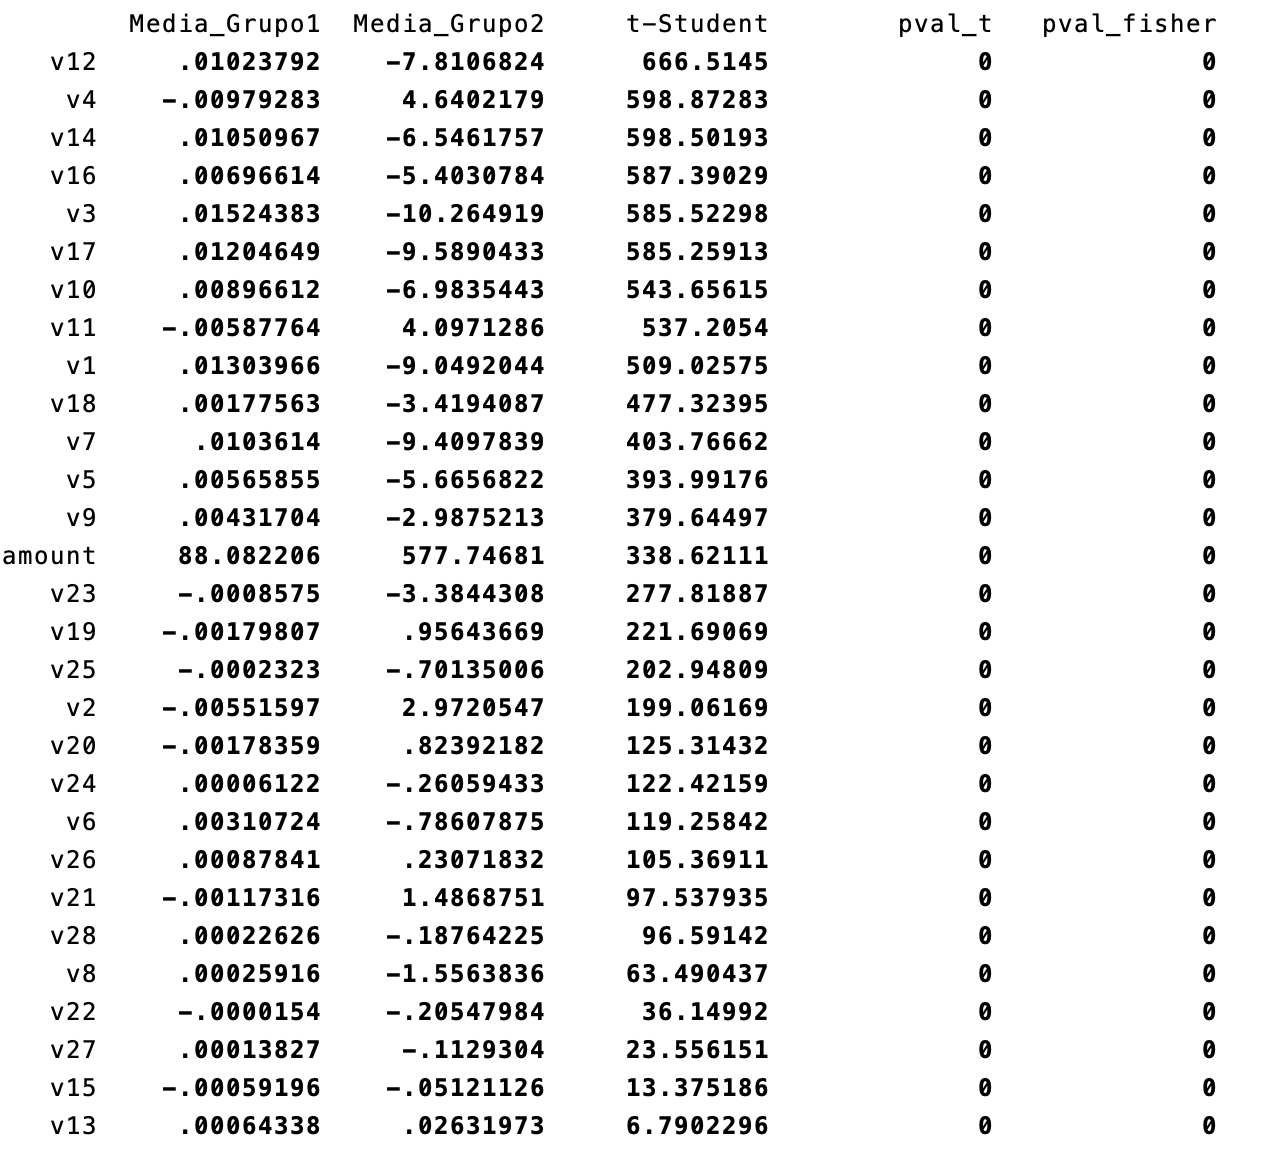 Media_Grupo1 Media_Grupo2 t-Student pval_t pval_fisher
v12 .01023792 -7.8106824 666.5145 0 0
v4 -.00979283 4.6402179 598.87283 0 0
v14 .01050967 -6.5461757 598.50193 0 0
v16 .00696614 -5.4030784 587.39029 0 0
v3 .01524383 -10.264919 585.52298 0 0
v17 .01204649 -9.5890433 585.25913 0 0
v10 .00896612 -6.9835443 543.65615 0 0
v11 -.00587764 4.0971286 537.2054 0 0
v1 .01303966 -9.0492044 509.02575 0 0
v18 .00177563 -3.4194087 477.32395 0 0
v7 .0103614 -9.4097839 403.76662 0 0
v5 .00565855 -5.6656822 393.99176 0 0
v9 .00431704 -2.9875213 379.64497 0 0
amount 88.082206 577.74681 338.62111 0 0
v23 -.0008575 -3.3844308 277.81887 0 0
v19 -.00179807 .95643669 221.69069 0 0
v25 -.0002323 -.70135006 202.94809 0 0
v2 -.00551597 2.9720547 199.06169 0 0
v20 -.00178359 .82392182 125.31432 0 0
v24 .00006122 -.26059433 122.42159 0 0
v6 .00310724 -.78607875 119.25842 0 0
v26 .00087841 .23071832 105.36911 0 0
v21 -.00117316 1.4868751 97.537935 0 0
v28 .00022626 -.18764225 96.59142 0 0
v8 .00025916 -1.5563836 63.490437 0 0
v22 -.0000154 -.20547984 36.14992 0 0
v27 .00013827 -.1129304 23.556151 0 0
v15 -.00059196 -.05121126 13.375186 0 0
v13 .00064338 .02631973 6.7902296 0 0